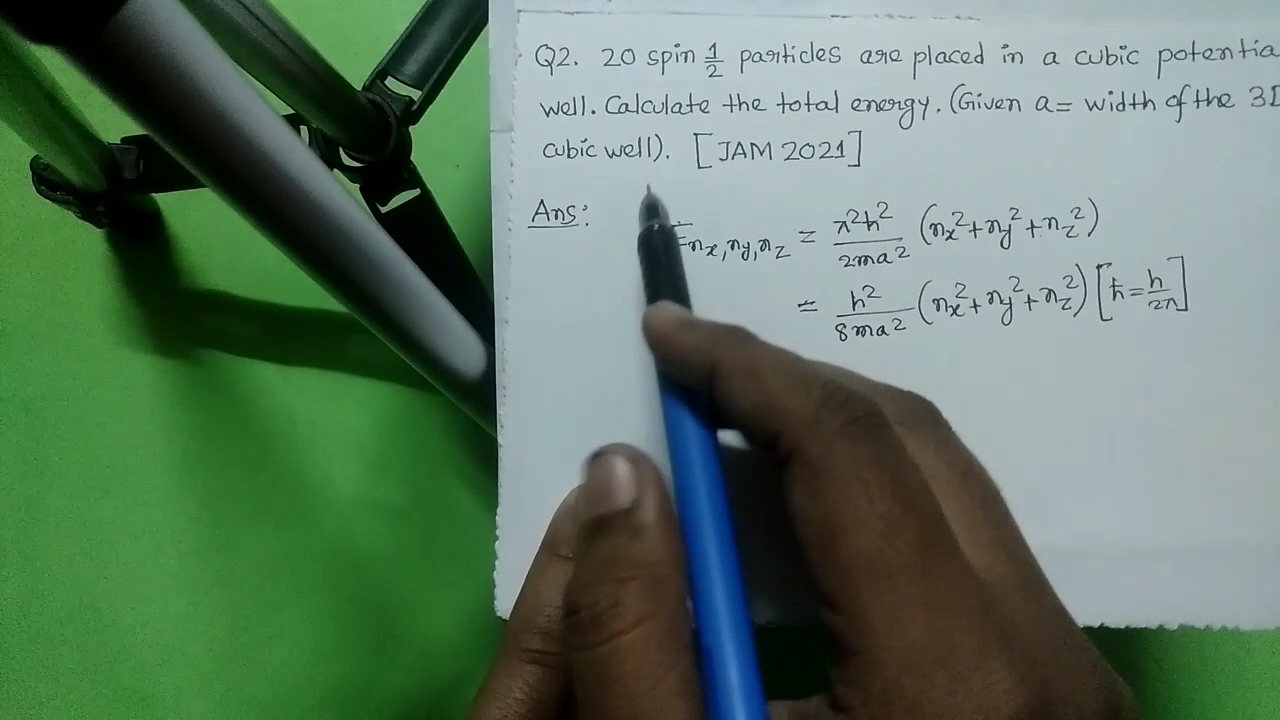 Q2. 20 spin 1/2 particles are placed in a cubic potentia
well. Calculate the total energy. (Given a = width of the 3D
cubic well). [JAM 2021]
Ans: E_{nx,ny,nz} = π²ħ²/2ma² (nx²+ny²+nz²)
= h²/8ma² (nx²+ny²+nz²) [ħ = h/2π]